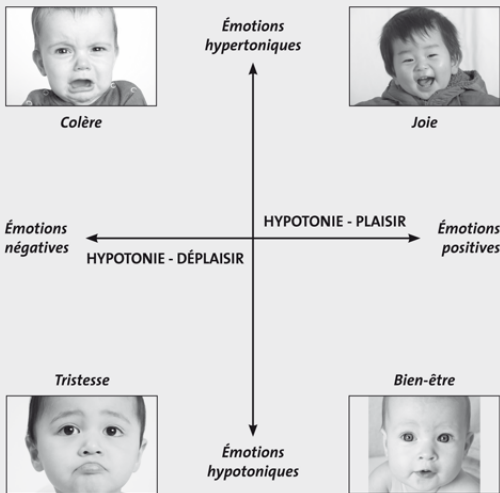 Émotions
hypertoniques
Colère
Joie
Émotions
négatives
HYPOTONIE - PLAISIR
HYPOTONIE - DÉPLAISIR
Émotions
positives
Tristesse
Bien-être
Émotions
hypotoniques